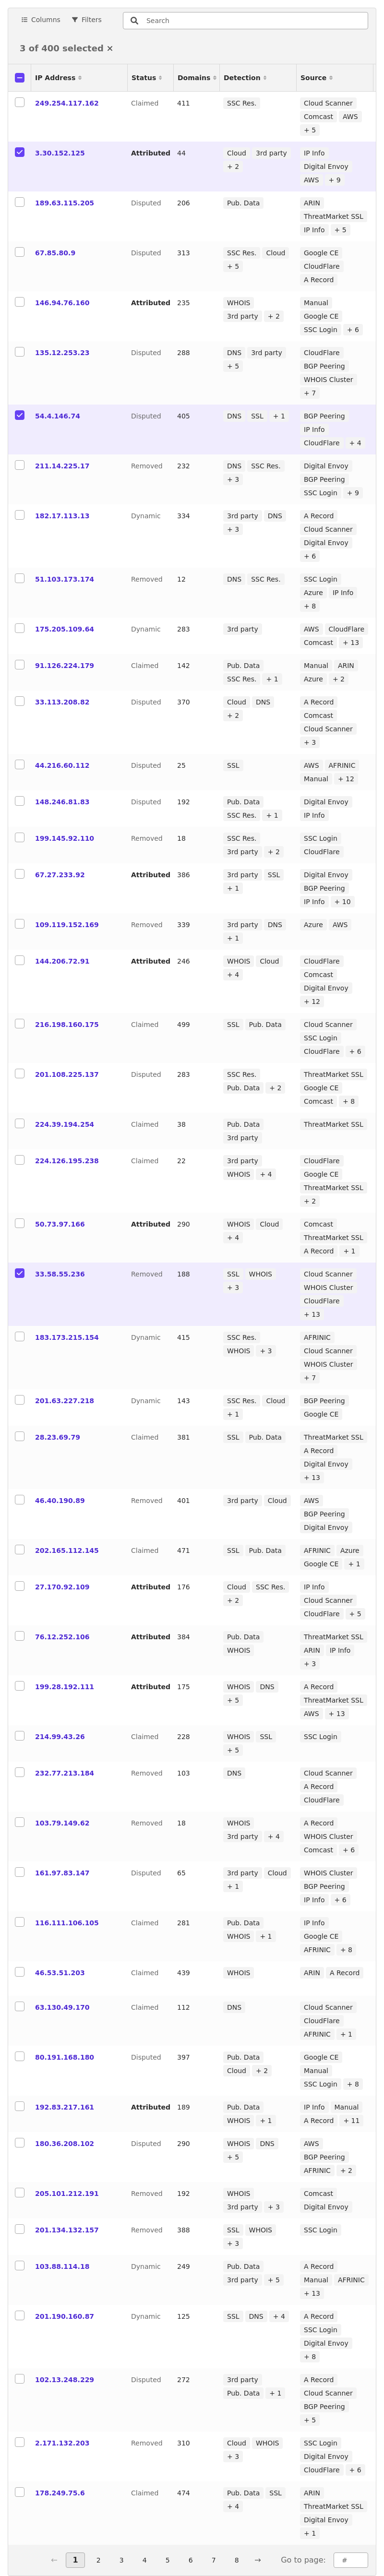 Columns Filters Search
3 of 400 selected ×
IP Address Status Domains Detection Source
249.254.117.162 Claimed 411 SSC Res. Cloud Scanner
Comcast AWS
+ 5
3.30.152.125 Attributed 44 Cloud 3rd party IP Info
+ 2 Digital Envoy
AWS + 9
189.63.115.205 Disputed 206 Pub. Data ARIN
ThreatMarket SSL
IP Info + 5
67.85.80.9 Disputed 313 SSC Res. Cloud Google CE
+ 5 CloudFlare
A Record
146.94.76.160 Attributed 235 WHOIS Manual
3rd party + 2 Google CE
SSC Login + 6
135.12.253.23 Disputed 288 DNS 3rd party CloudFlare
+ 5 BGP Peering
WHOIS Cluster
+ 7
54.4.146.74 Disputed 405 DNS SSL + 1 BGP Peering
IP Info
CloudFlare + 4
211.14.225.17 Removed 232 DNS SSC Res. Digital Envoy
+ 3 BGP Peering
SSC Login + 9
182.17.113.13 Dynamic 334 3rd party DNS A Record
+ 3 Cloud Scanner
Digital Envoy
+ 6
51.103.173.174 Removed 12 DNS SSC Res. SSC Login
Azure IP Info
+ 8
175.205.109.64 Dynamic 283 3rd party AWS CloudFlare
Comcast + 13
91.126.224.179 Claimed 142 Pub. Data Manual ARIN
SSC Res. + 1 Azure + 2
33.113.208.82 Disputed 370 Cloud DNS A Record
+ 2 Comcast
Cloud Scanner
+ 3
44.216.60.112 Disputed 25 SSL AWS AFRINIC
Manual + 12
148.246.81.83 Disputed 192 Pub. Data Digital Envoy
SSC Res. + 1 IP Info
199.145.92.110 Removed 18 SSC Res. SSC Login
3rd party + 2 CloudFlare
67.27.233.92 Attributed 386 3rd party SSL Digital Envoy
+ 1 BGP Peering
IP Info + 10
109.119.152.169 Removed 339 3rd party DNS Azure AWS
+ 1
144.206.72.91 Attributed 246 WHOIS Cloud CloudFlare
+ 4 Comcast
Digital Envoy
+ 12
216.198.160.175 Claimed 499 SSL Pub. Data Cloud Scanner
SSC Login
CloudFlare + 6
201.108.225.137 Disputed 283 SSC Res. ThreatMarket SSL
Pub. Data + 2 Google CE
Comcast + 8
224.39.194.254 Claimed 38 Pub. Data ThreatMarket SSL
3rd party
224.126.195.238 Claimed 22 3rd party CloudFlare
WHOIS + 4 Google CE
ThreatMarket SSL
+ 2
50.73.97.166 Attributed 290 WHOIS Cloud Comcast
+ 4 ThreatMarket SSL
A Record + 1
33.58.55.236 Removed 188 SSL WHOIS Cloud Scanner
+ 3 WHOIS Cluster
CloudFlare
+ 13
183.173.215.154 Dynamic 415 SSC Res. AFRINIC
WHOIS + 3 Cloud Scanner
WHOIS Cluster
+ 7
201.63.227.218 Dynamic 143 SSC Res. Cloud BGP Peering
+ 1 Google CE
28.23.69.79 Claimed 381 SSL Pub. Data ThreatMarket SSL
A Record
Digital Envoy
+ 13
46.40.190.89 Removed 401 3rd party Cloud AWS
BGP Peering
Digital Envoy
202.165.112.145 Claimed 471 SSL Pub. Data AFRINIC Azure
Google CE + 1
27.170.92.109 Attributed 176 Cloud SSC Res. IP Info
+ 2 Cloud Scanner
CloudFlare + 5
76.12.252.106 Attributed 384 Pub. Data ThreatMarket SSL
WHOIS ARIN IP Info
+ 3
199.28.192.111 Attributed 175 WHOIS DNS A Record
+ 5 ThreatMarket SSL
AWS + 13
214.99.43.26 Claimed 228 WHOIS SSL SSC Login
+ 5
232.77.213.184 Removed 103 DNS Cloud Scanner
A Record
CloudFlare
103.79.149.62 Removed 18 WHOIS A Record
3rd party + 4 WHOIS Cluster
Comcast + 6
161.97.83.147 Disputed 65 3rd party Cloud WHOIS Cluster
+ 1 BGP Peering
IP Info + 6
116.111.106.105 Claimed 281 Pub. Data IP Info
WHOIS + 1 Google CE
AFRINIC + 8
46.53.51.203 Claimed 439 WHOIS ARIN A Record
63.130.49.170 Claimed 112 DNS Cloud Scanner
CloudFlare
AFRINIC + 1
80.191.168.180 Disputed 397 Pub. Data Google CE
Cloud + 2 Manual
SSC Login + 8
192.83.217.161 Attributed 189 Pub. Data IP Info Manual
WHOIS + 1 A Record + 11
180.36.208.102 Disputed 290 WHOIS DNS AWS
+ 5 BGP Peering
AFRINIC + 2
205.101.212.191 Removed 192 WHOIS Comcast
3rd party + 3 Digital Envoy
201.134.132.157 Removed 388 SSL WHOIS SSC Login
+ 3
103.88.114.18 Dynamic 249 Pub. Data A Record
3rd party + 5 Manual AFRINIC
+ 13
201.190.160.87 Dynamic 125 SSL DNS + 4 A Record
SSC Login
Digital Envoy
+ 8
102.13.248.229 Disputed 272 3rd party A Record
Pub. Data + 1 Cloud Scanner
BGP Peering
+ 5
2.171.132.203 Removed 310 Cloud WHOIS SSC Login
+ 3 Digital Envoy
CloudFlare + 6
178.249.75.6 Claimed 474 Pub. Data SSL ARIN
+ 4 ThreatMarket SSL
Digital Envoy
+ 1
← 1 2 3 4 5 6 7 8 → Go to page: #